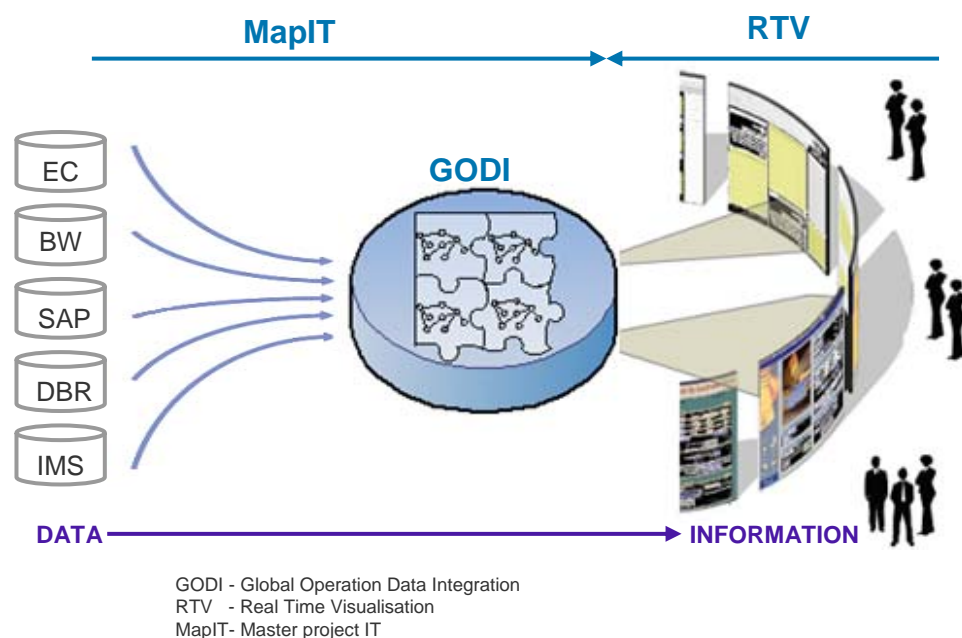 MapIT
RTV
EC
BW
SAP
DBR
IMS
GODI
DATA
INFORMATION
GODI - Global Operation Data Integration
RTV - Real Time Visualisation
MapIT- Master project IT